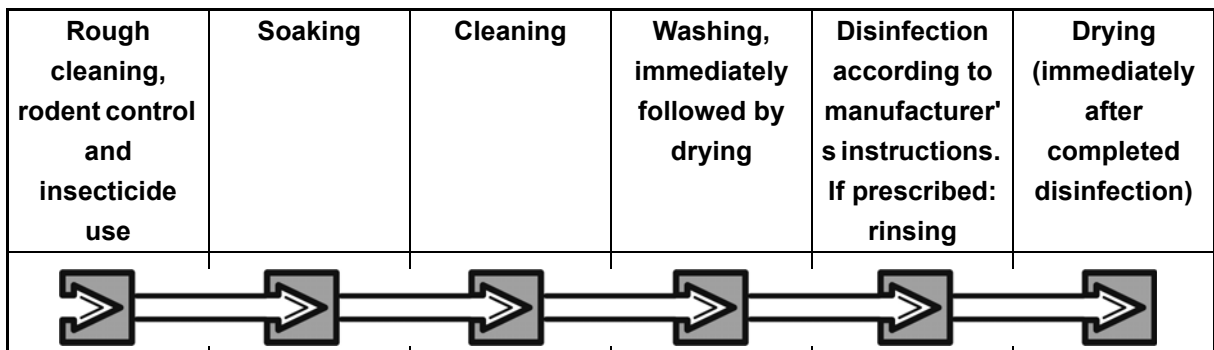 Rough
cleaning,
rodent control
and
insecticide
use
Soaking
Cleaning
Washing,
immediately
followed by
drying
Disinfection
according to
manufacturer'
s instructions.
If prescribed:
rinsing
Drying
(immediately
after
completed
disinfection)